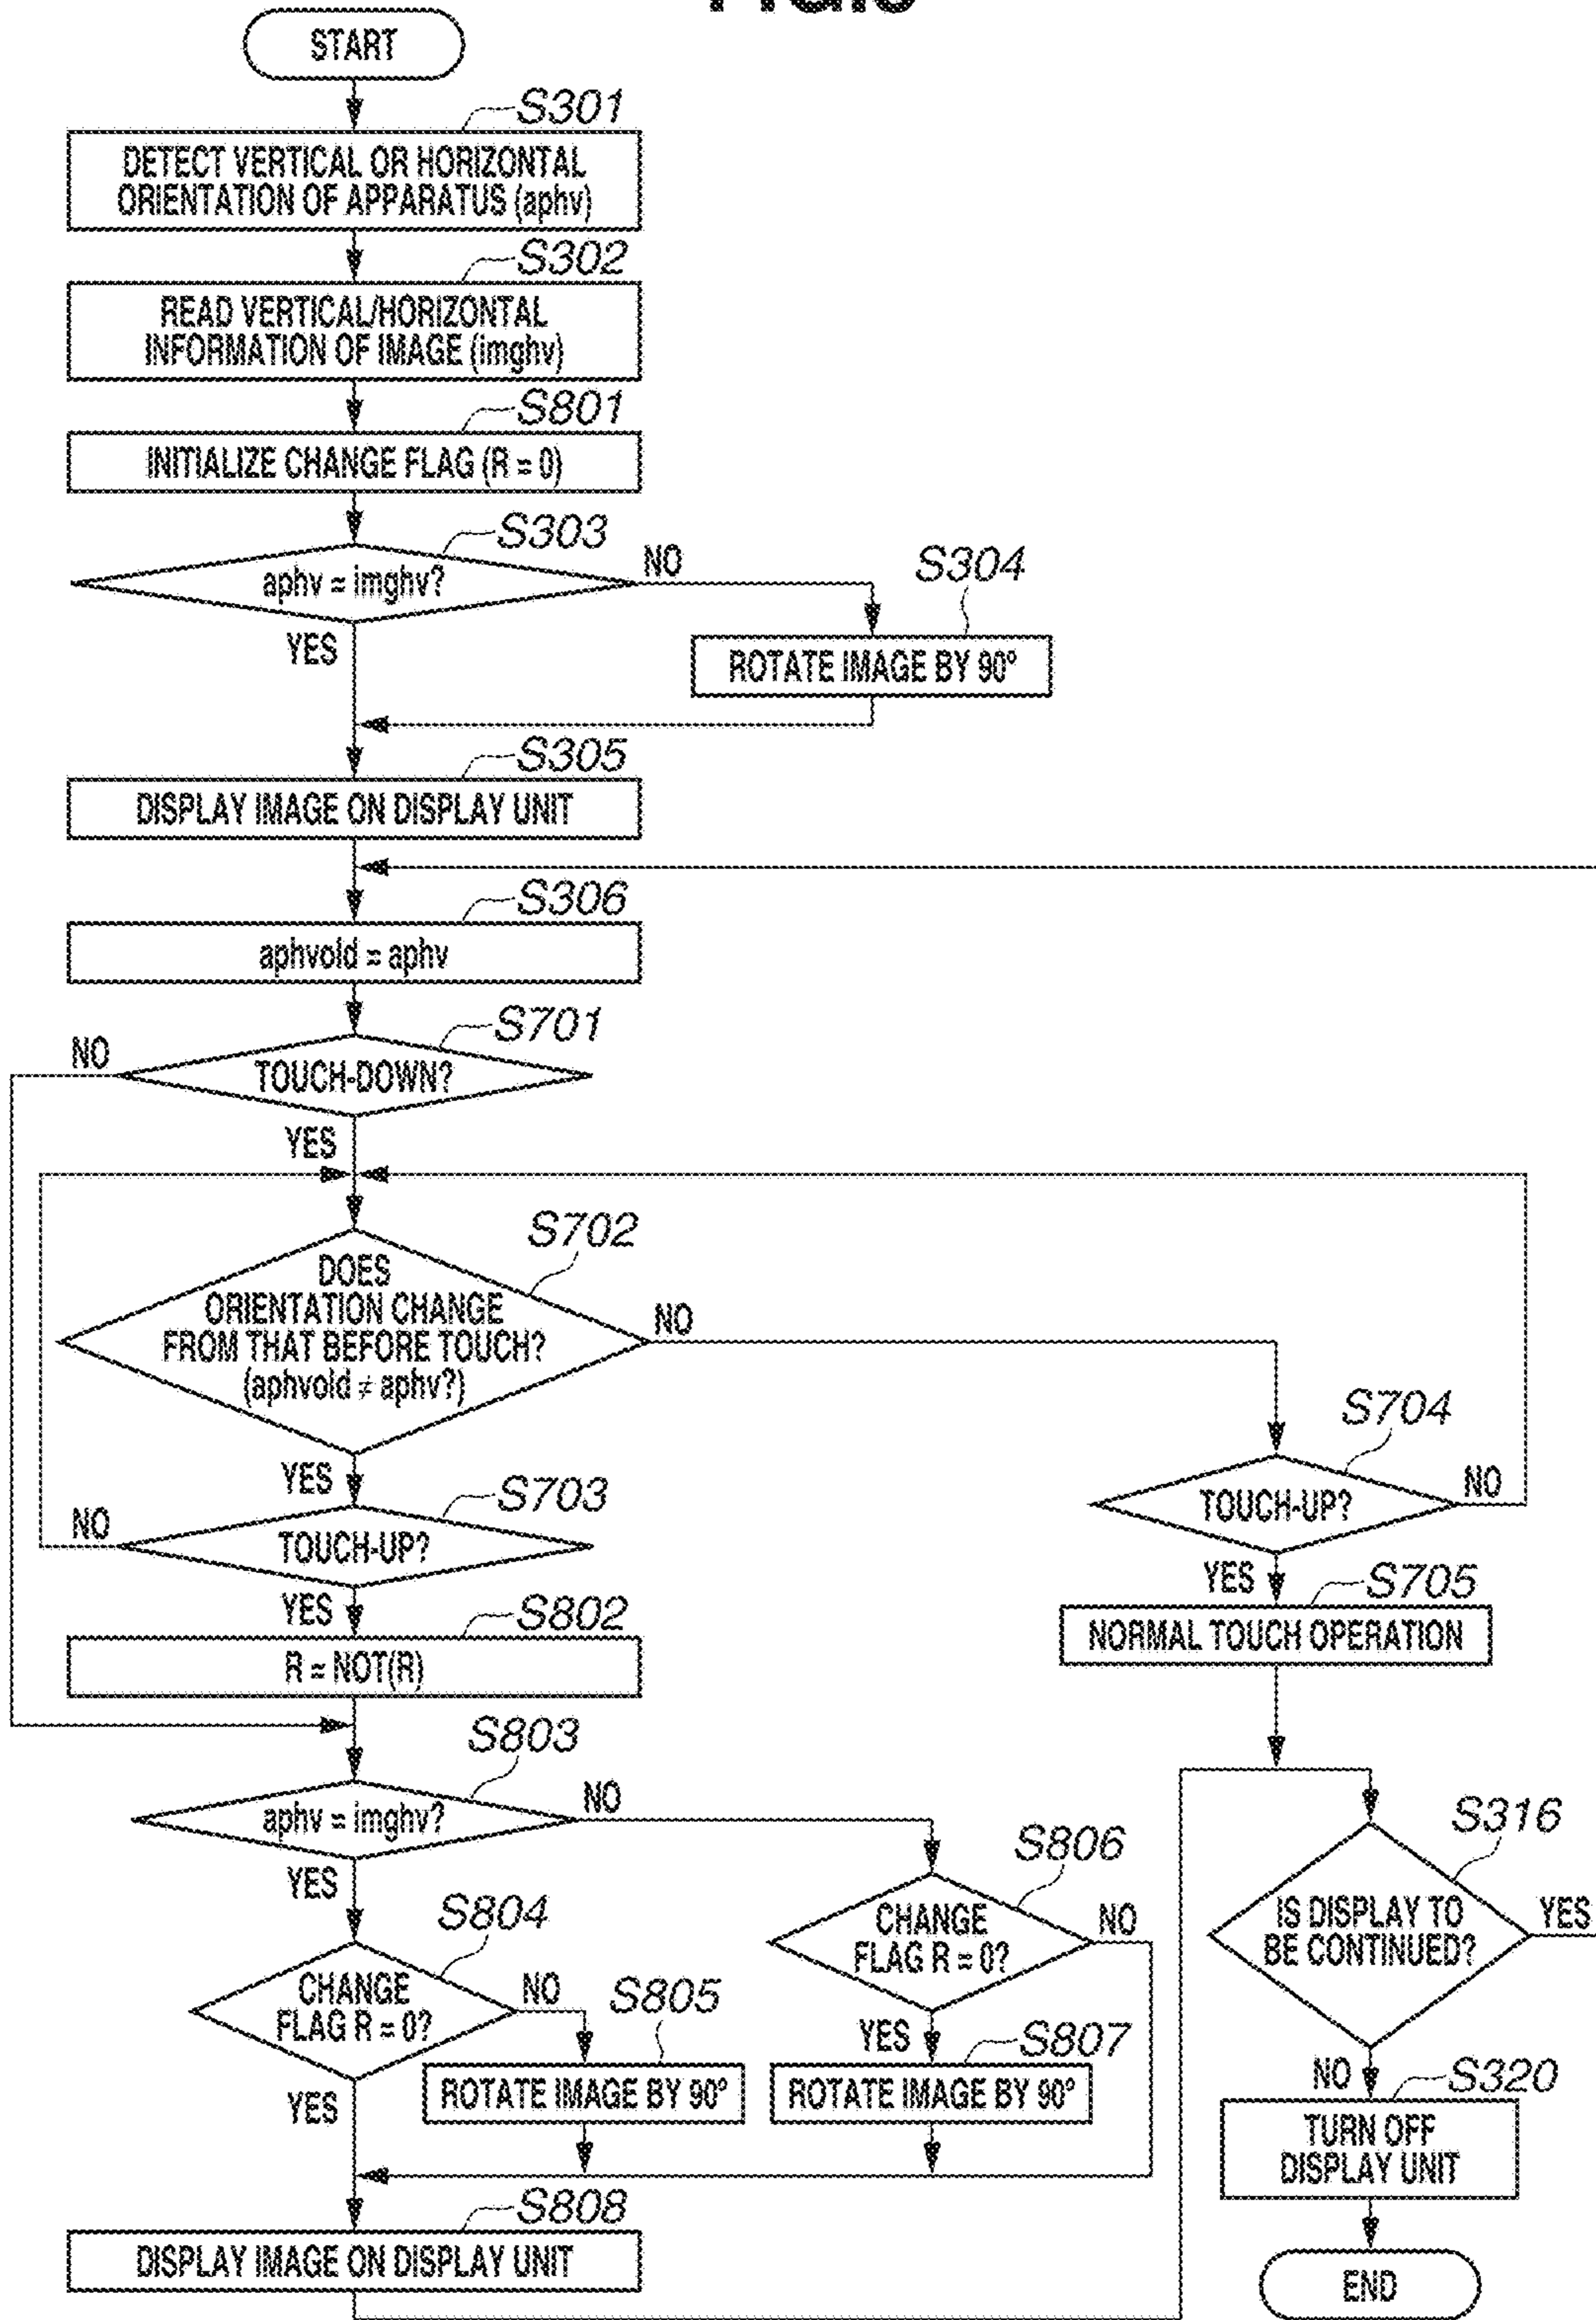 START
S301
DETECT VERTICAL OR HORIZONTAL
ORIENTATION OF APPARATUS (aphv)
S302
READ VERTICAL/HORIZONTAL
INFORMATION OF IMAGE (imghv)
S801
INITIALIZE CHANGE FLAG (R = 0)
S303
aphv = imghv?
NO
S304
YES
ROTATE IMAGE BY 90º
S305
DISPLAY IMAGE ON DISPLAY UNIT
S306
aphvold = aphv
S701
NO
TOUCH-DOWN?
YES
S702
DOES
ORIENTATION CHANGE
FROM THAT BEFORE TOUCH?
(aphvold ≠ aphv?)
NO
S704
YES
S703
TOUCH-UP?
NO
NO
TOUCH-UP?
YES
S705
YES
S802
NORMAL TOUCH OPERATION
R = NOT(R)
S803
aphv = imghv?
NO
S806
S316
YES
S804
CHANGE
FLAG R = 0?
NO
IS DISPLAY TO
BE CONTINUED?
YES
CHANGE
FLAG R = 0?
NO
S805
YES
S807
NO
S320
ROTATE IMAGE BY 90º
ROTATE IMAGE BY 90º
YES
TURN OFF
DISPLAY UNIT
S808
DISPLAY IMAGE ON DISPLAY UNIT
END